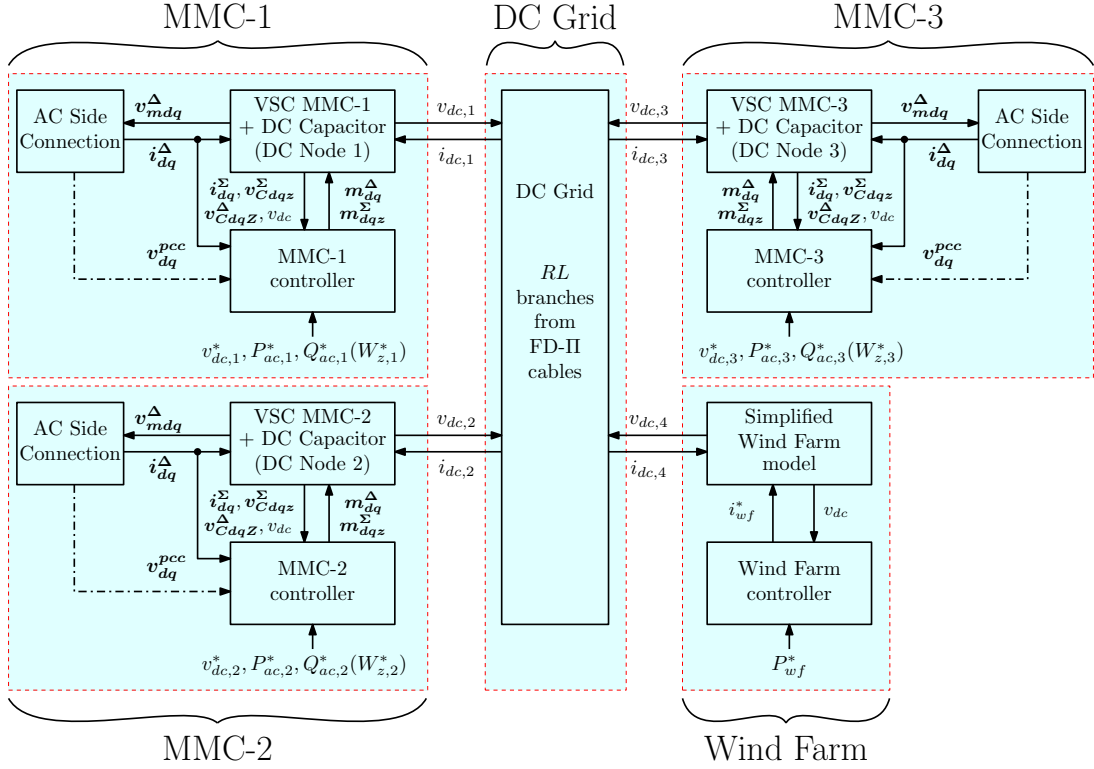 MMC-1
DC Grid
MMC-3
AC Side
Connection
v^Δ_mdq
i^Δ_dq
VSC MMC-1
+ DC Capacitor
(DC Node 1)
v_dc,1
i_dc,1
i^Σ_dq, v^Σ_Cdqz
v^Δ_CdqZ, v_dc
m^Δ_dq
m^Σ_dqz
v^pcc_dq
MMC-1
controller
v*_dc,1, P*_ac,1, Q*_ac,1(W*_z,1)
DC Grid
RL
branches
from
FD-Π
cables
v_dc,3
i_dc,3
VSC MMC-3
+ DC Capacitor
(DC Node 3)
v^Δ_mdq
i^Δ_dq
AC Side
Connection
m^Δ_dq
m^Σ_dqz
i^Σ_dq, v^Σ_Cdqz
v^Δ_CdqZ, v_dc
v^pcc_dq
MMC-3
controller
v*_dc,3, P*_ac,3, Q*_ac,3(W*_z,3)
AC Side
Connection
v^Δ_mdq
i^Δ_dq
VSC MMC-2
+ DC Capacitor
(DC Node 2)
v_dc,2
i_dc,2
i^Σ_dq, v^Σ_Cdqz
v^Δ_CdqZ, v_dc
m^Δ_dq
m^Σ_dqz
v^pcc_dq
MMC-2
controller
v*_dc,2, P*_ac,2, Q*_ac,2(W*_z,2)
v_dc,4
i_dc,4
Simplified
Wind Farm
model
i*_wf
v_dc
Wind Farm
controller
P*_wf
MMC-2
Wind Farm